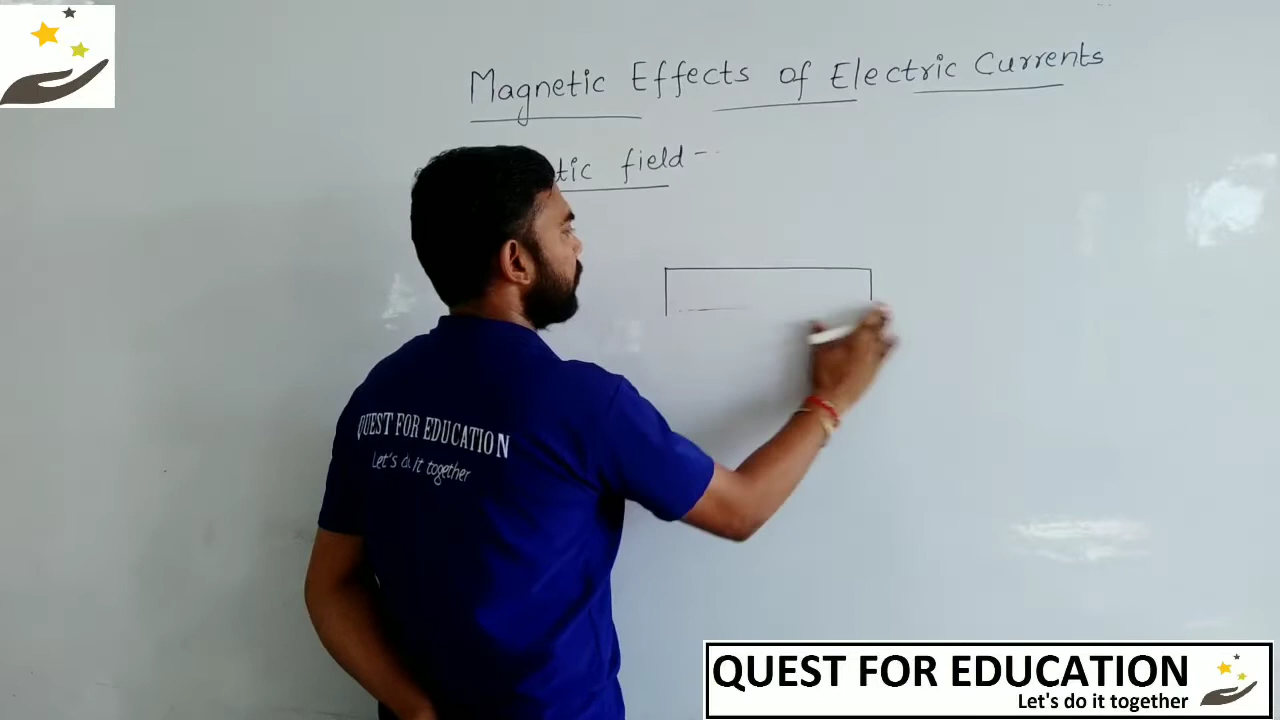 Magnetic Effects of Electric Currents
tic field -
QUEST FOR EDUCATION
Let's do it together
QUEST FOR EDUCATION
Let's do it together